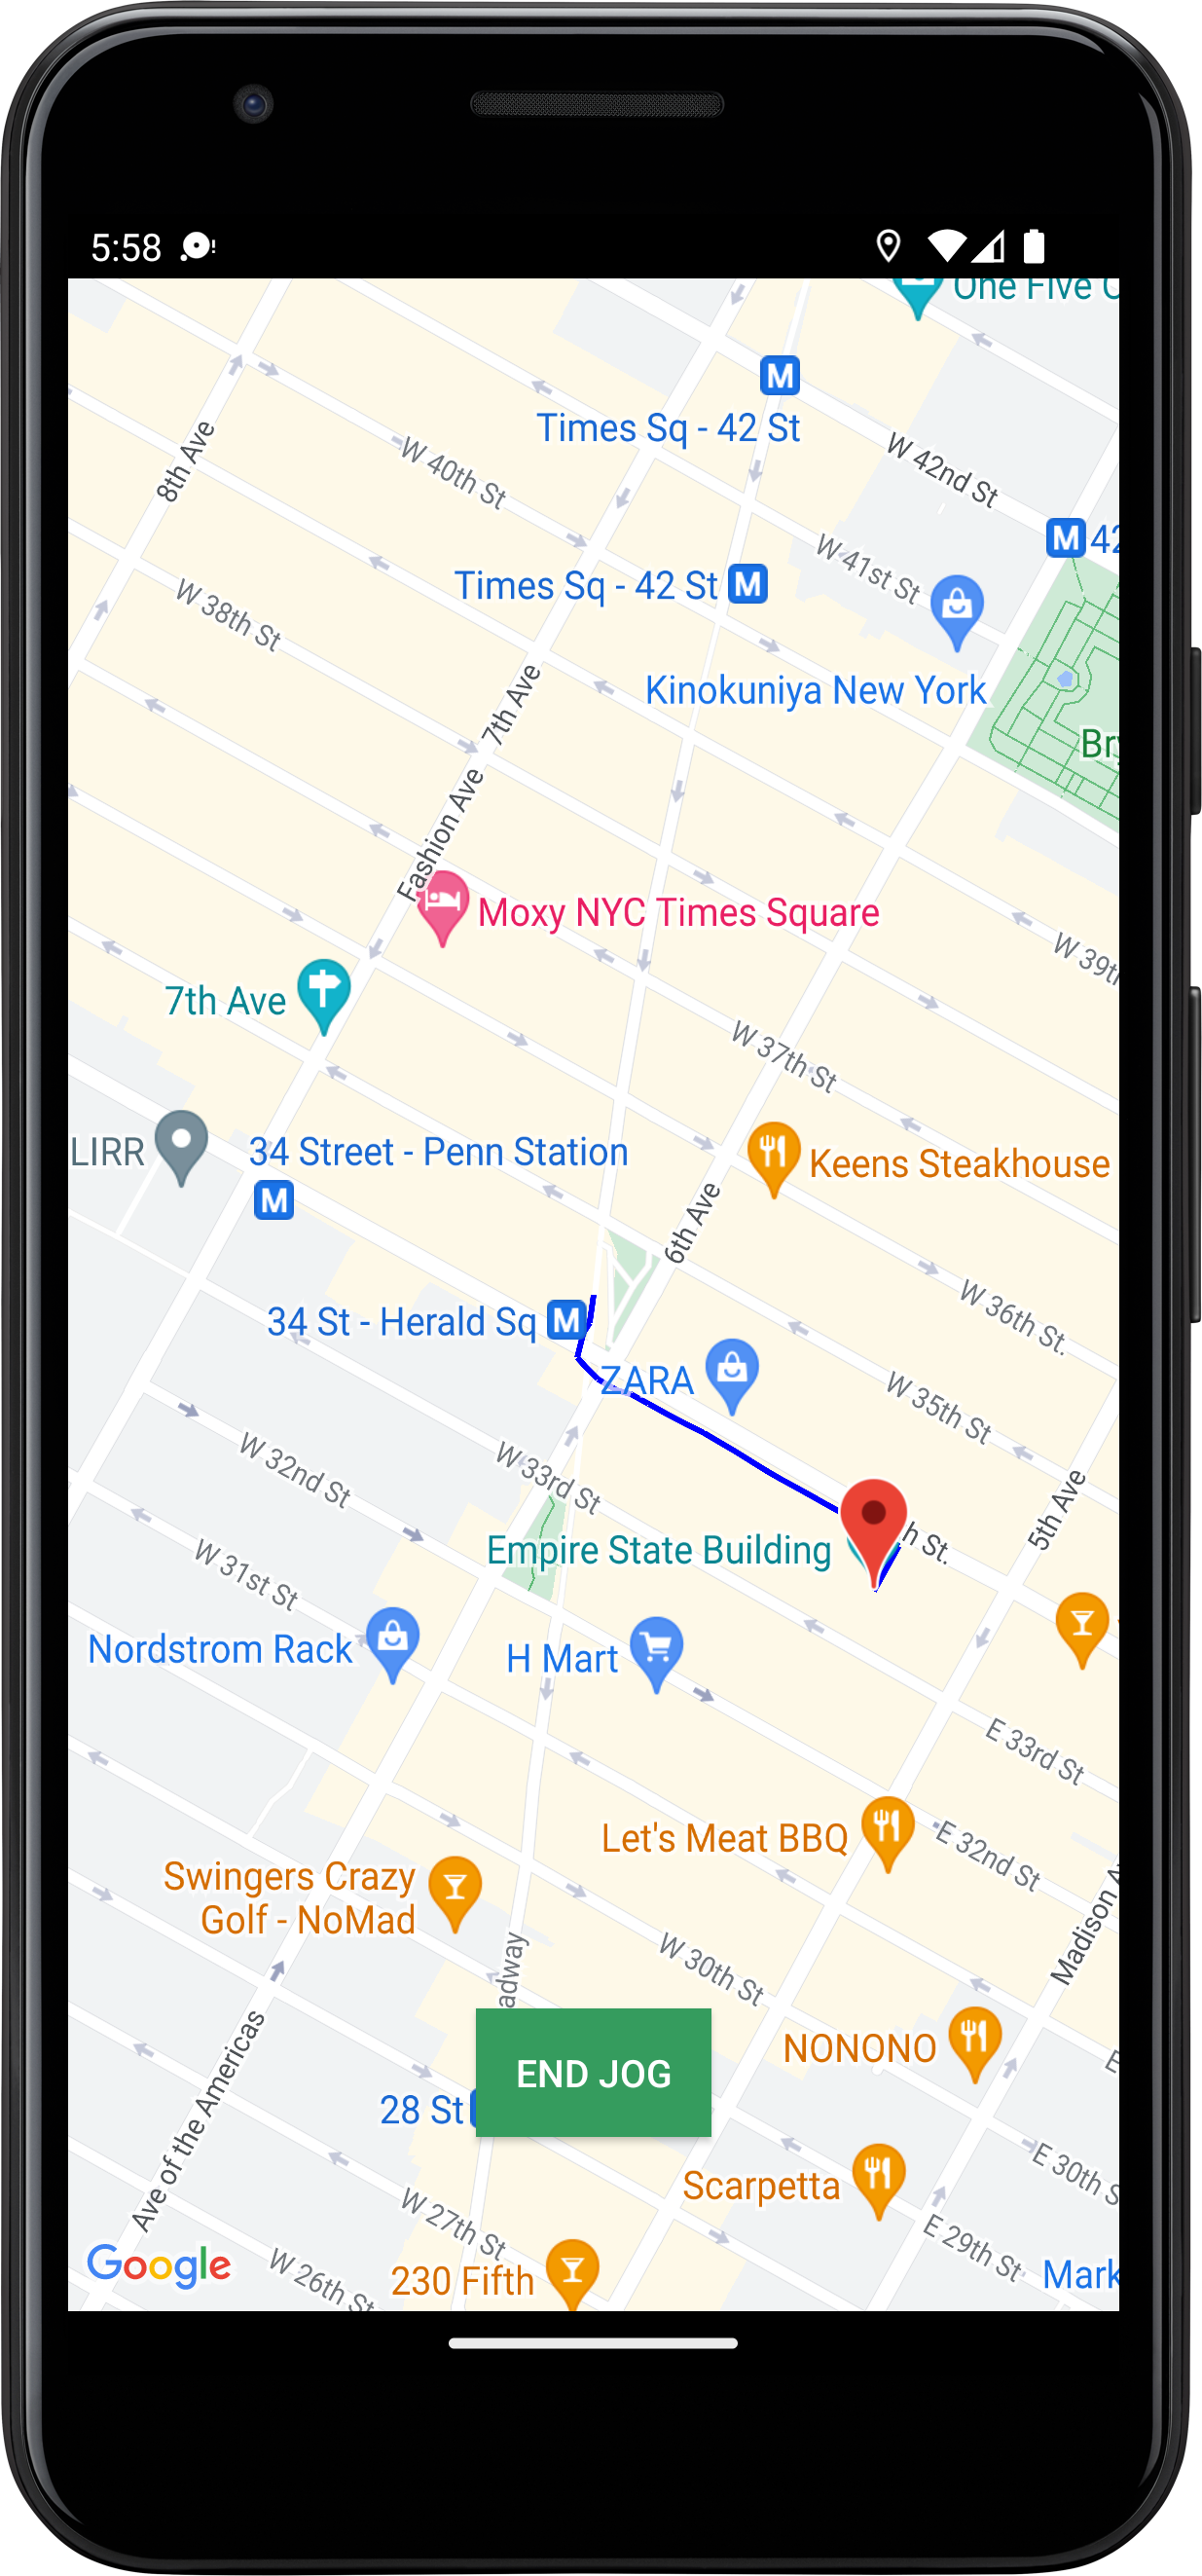 5:58
One Five
Times Sq - 42 St
8th Ave
W 40th St
W 42nd St
42
W 41st St
Times Sq - 42 St
W 38th St
Kinokuniya New York
7th Ave
Fashion Ave
Moxy NYC Times Square
W 39th
7th Ave
W 37th St
LIRR
34 Street - Penn Station
Keens Steakhouse
6th Ave
W 36th St.
34 St - Herald Sq
ZARA
W 35th St
W 32nd St
W 33rd St
5th Ave
Empire State Building
h St.
W 31st St
Nordstrom Rack
H Mart
E 33rd St
Let's Meat BBQ
E 32nd St
Swingers Crazy
Golf - NoMad
Madison
W 30th St
adway
NONONO
END JOG
28 St
Ave of the Americas
Scarpetta
E 30th S
W 27th St
E 29th St
Google
W 26th St
230 Fifth
Mark